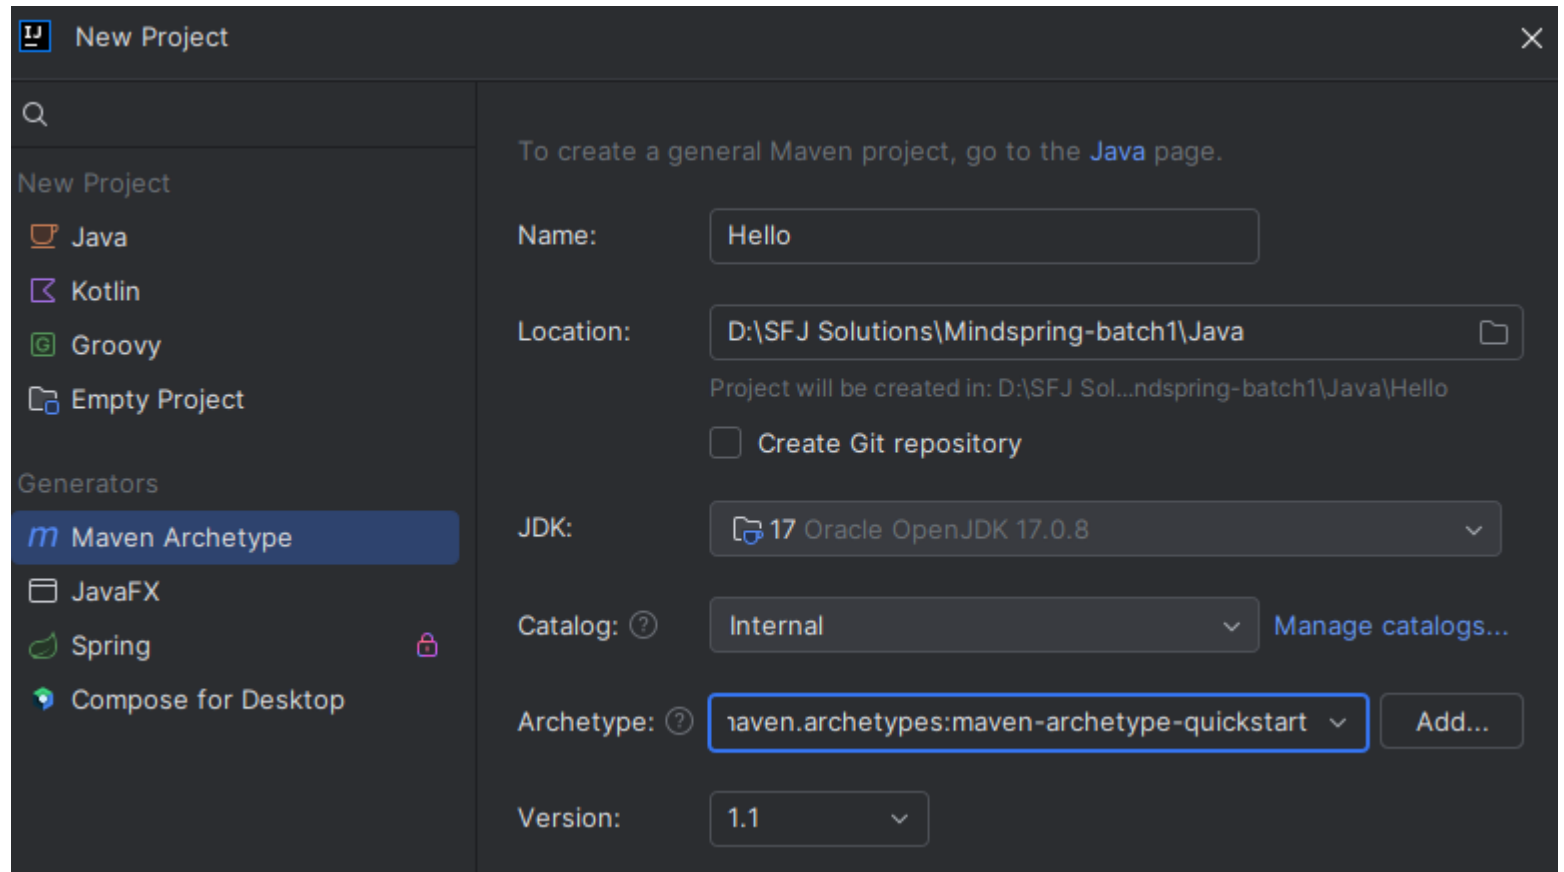 IJ New Project
To create a general Maven project, go to the Java page.
New Project
Java
Kotlin
Groovy
Empty Project
Generators
Maven Archetype
JavaFX
Spring
Compose for Desktop
Name: Hello
Location: D:\SFJ Solutions\Mindspring-batch1\Java
Project will be created in: D:\SFJ Sol...ndspring-batch1\Java\Hello
Create Git repository
JDK: 17 Oracle OpenJDK 17.0.8
Catalog: ? Internal Manage catalogs...
Archetype: ? naven.archetypes:maven-archetype-quickstart Add...
Version: 1.1